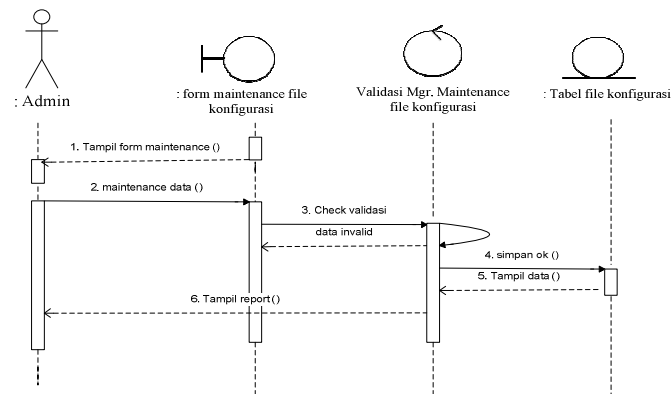 : Admin
: form maintenance file
konfigurasi
Validasi Mgr. Maintenance
file konfigurasi
: Tabel file konfigurasi
1. Tampil form maintenance ()
2. maintenance data ()
3. Check validasi
data invalid
4. simpan ok ()
5. Tampil data ()
6. Tampil report()